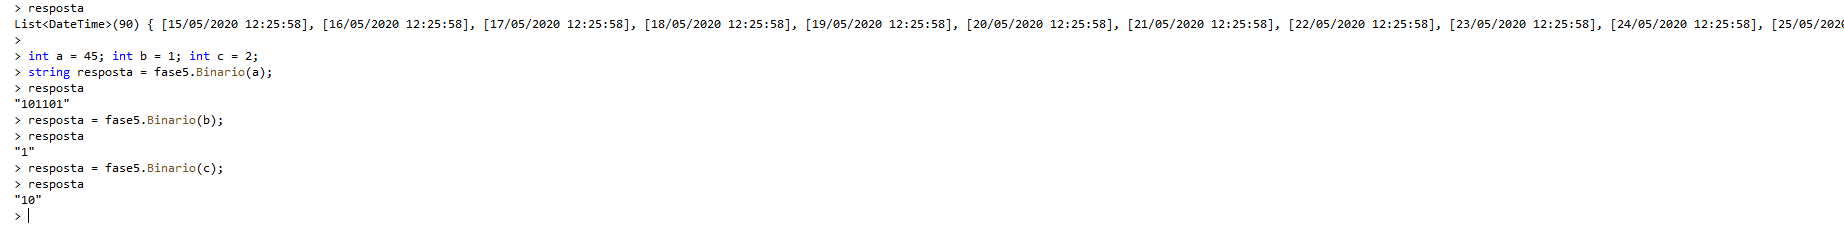 > resposta
List<DateTime>(90) { [15/05/2020 12:25:58], [16/05/2020 12:25:58], [17/05/2020 12:25:58], [18/05/2020 12:25:58], [19/05/2020 12:25:58], [20/05/2020 12:25:58], [21/05/2020 12:25:58], [22/05/2020 12:25:58], [23/05/2020 12:25:58], [24/05/2020 12:25:58], [25/05/202
>
> int a = 45; int b = 1; int c = 2;
> string resposta = fase5.Binario(a);
> resposta
"101101"
> resposta = fase5.Binario(b);
> resposta
"1"
> resposta = fase5.Binario(c);
> resposta
"10"
>